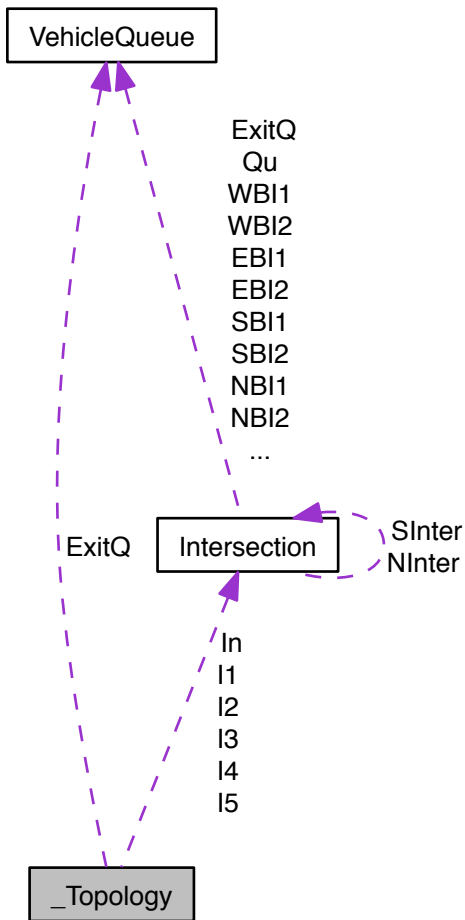 VehicleQueue
ExitQ
Qu
WBI1
WBI2
EBI1
EBI2
SBI1
SBI2
NBI1
NBI2
...
ExitQ
Intersection
SInter
NInter
In
I1
I2
I3
I4
I5
_Topology